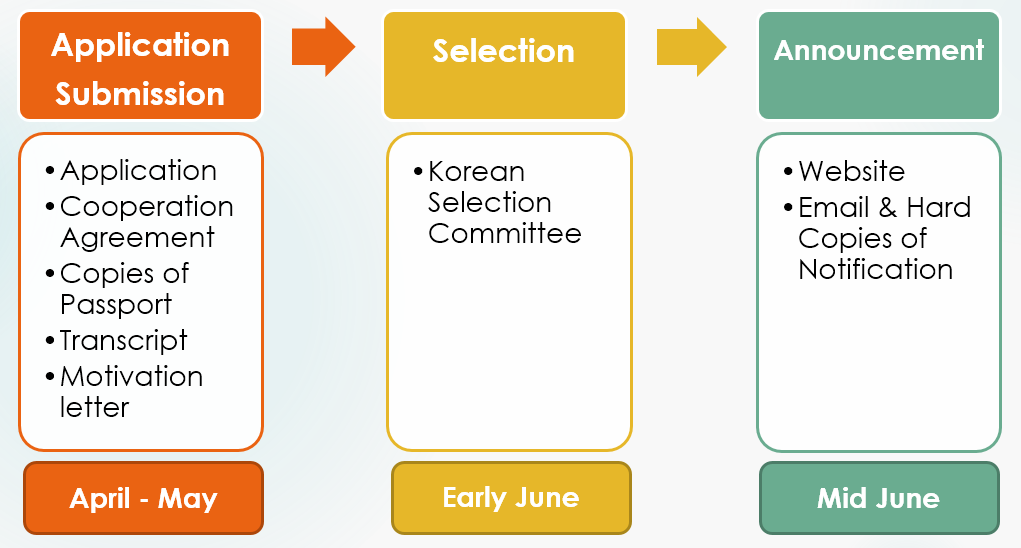 Application
Submission
• Application
• Cooperation
Agreement
• Copies of
Passport
• Transcript
• Motivation
letter
April - May
Selection
• Korean
Selection
Committee
Early June
Announcement
• Website
• Email & Hard
Copies of
Notification
Mid June